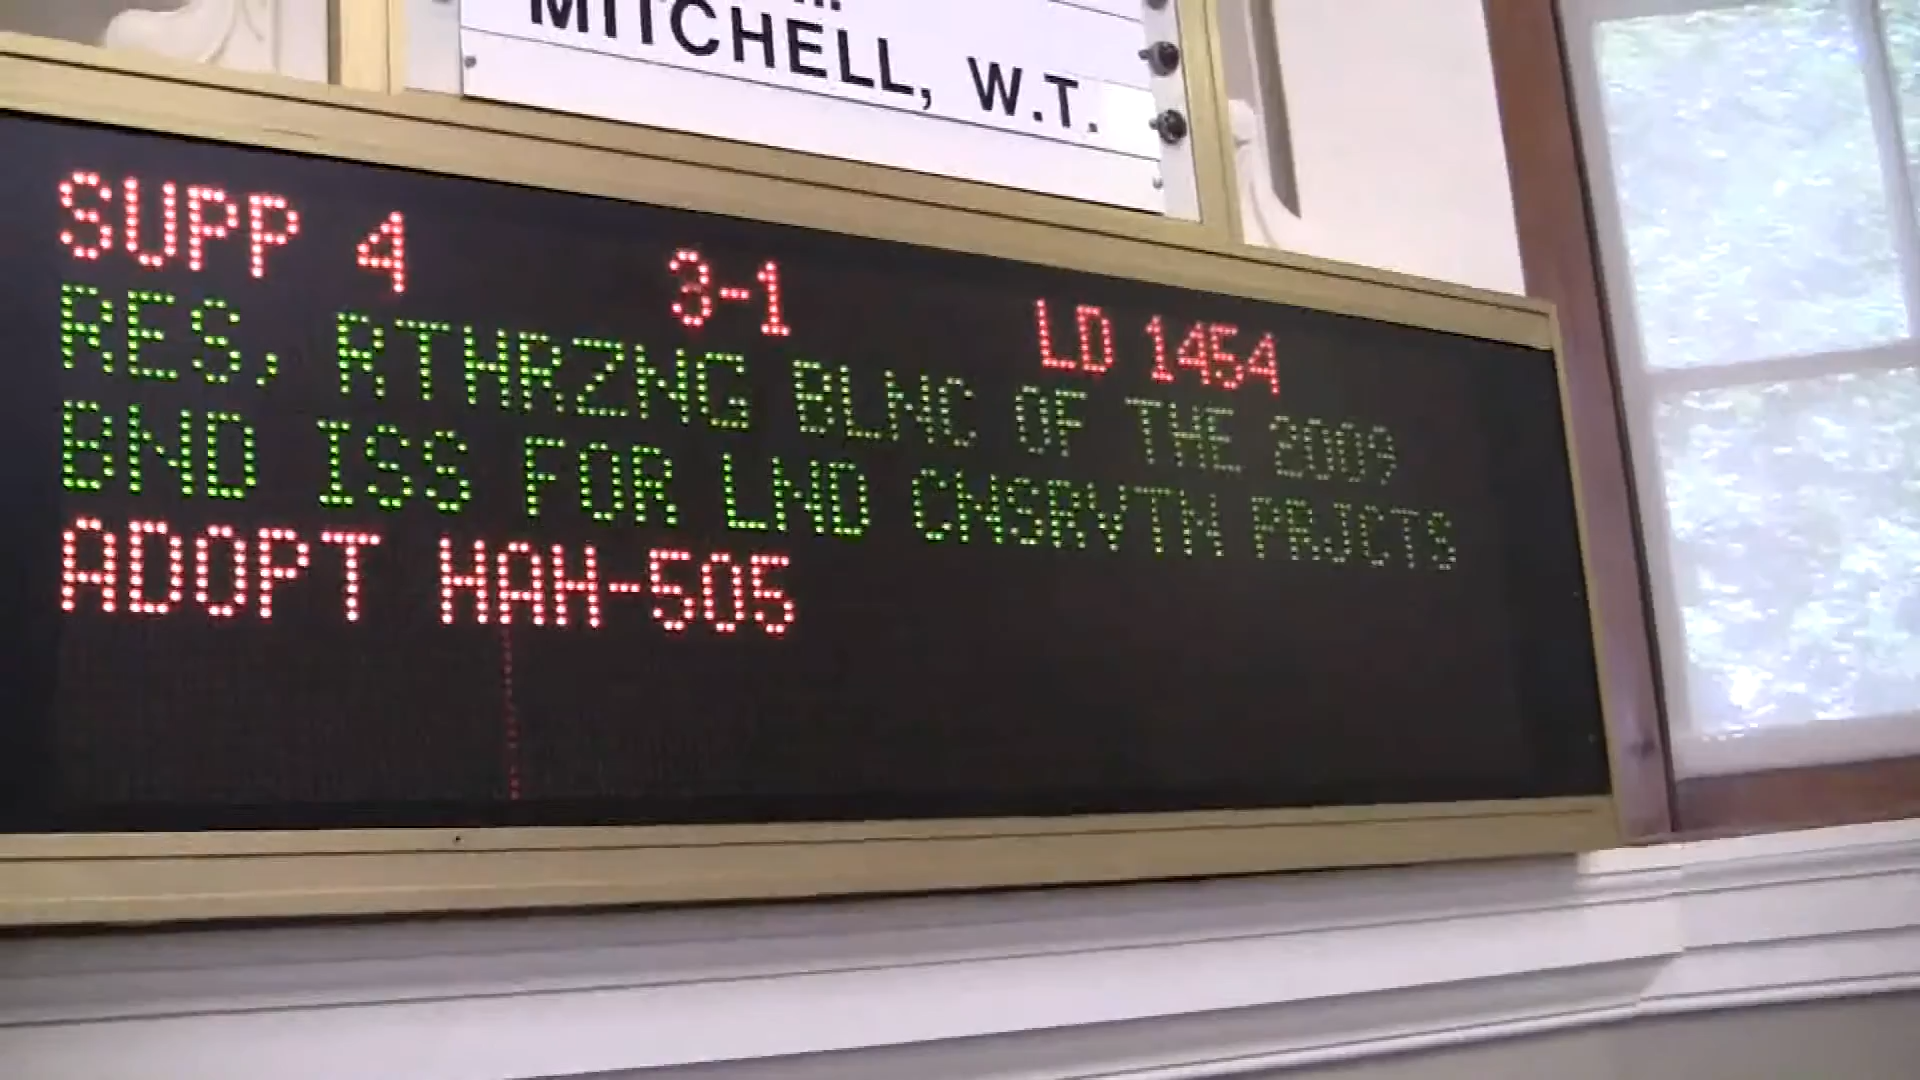 MITCHELL, W.T.
SUPP 4 3-1 LD 1454
RES, RTHRZNG BLNC OF THE 2009
BND ISS FOR LND CNSRVTN PRJCTS
ADOPT HAH-505